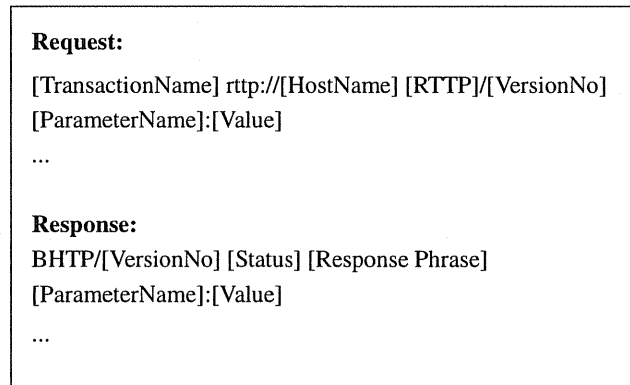 Request:
[TransactionName] rttp://[HostName] [RTTP]/[VersionNo]
[ParameterName]:[Value]
...
Response:
BHTP/[VersionNo] [Status] [Response Phrase]
[ParameterName]:[Value]
...